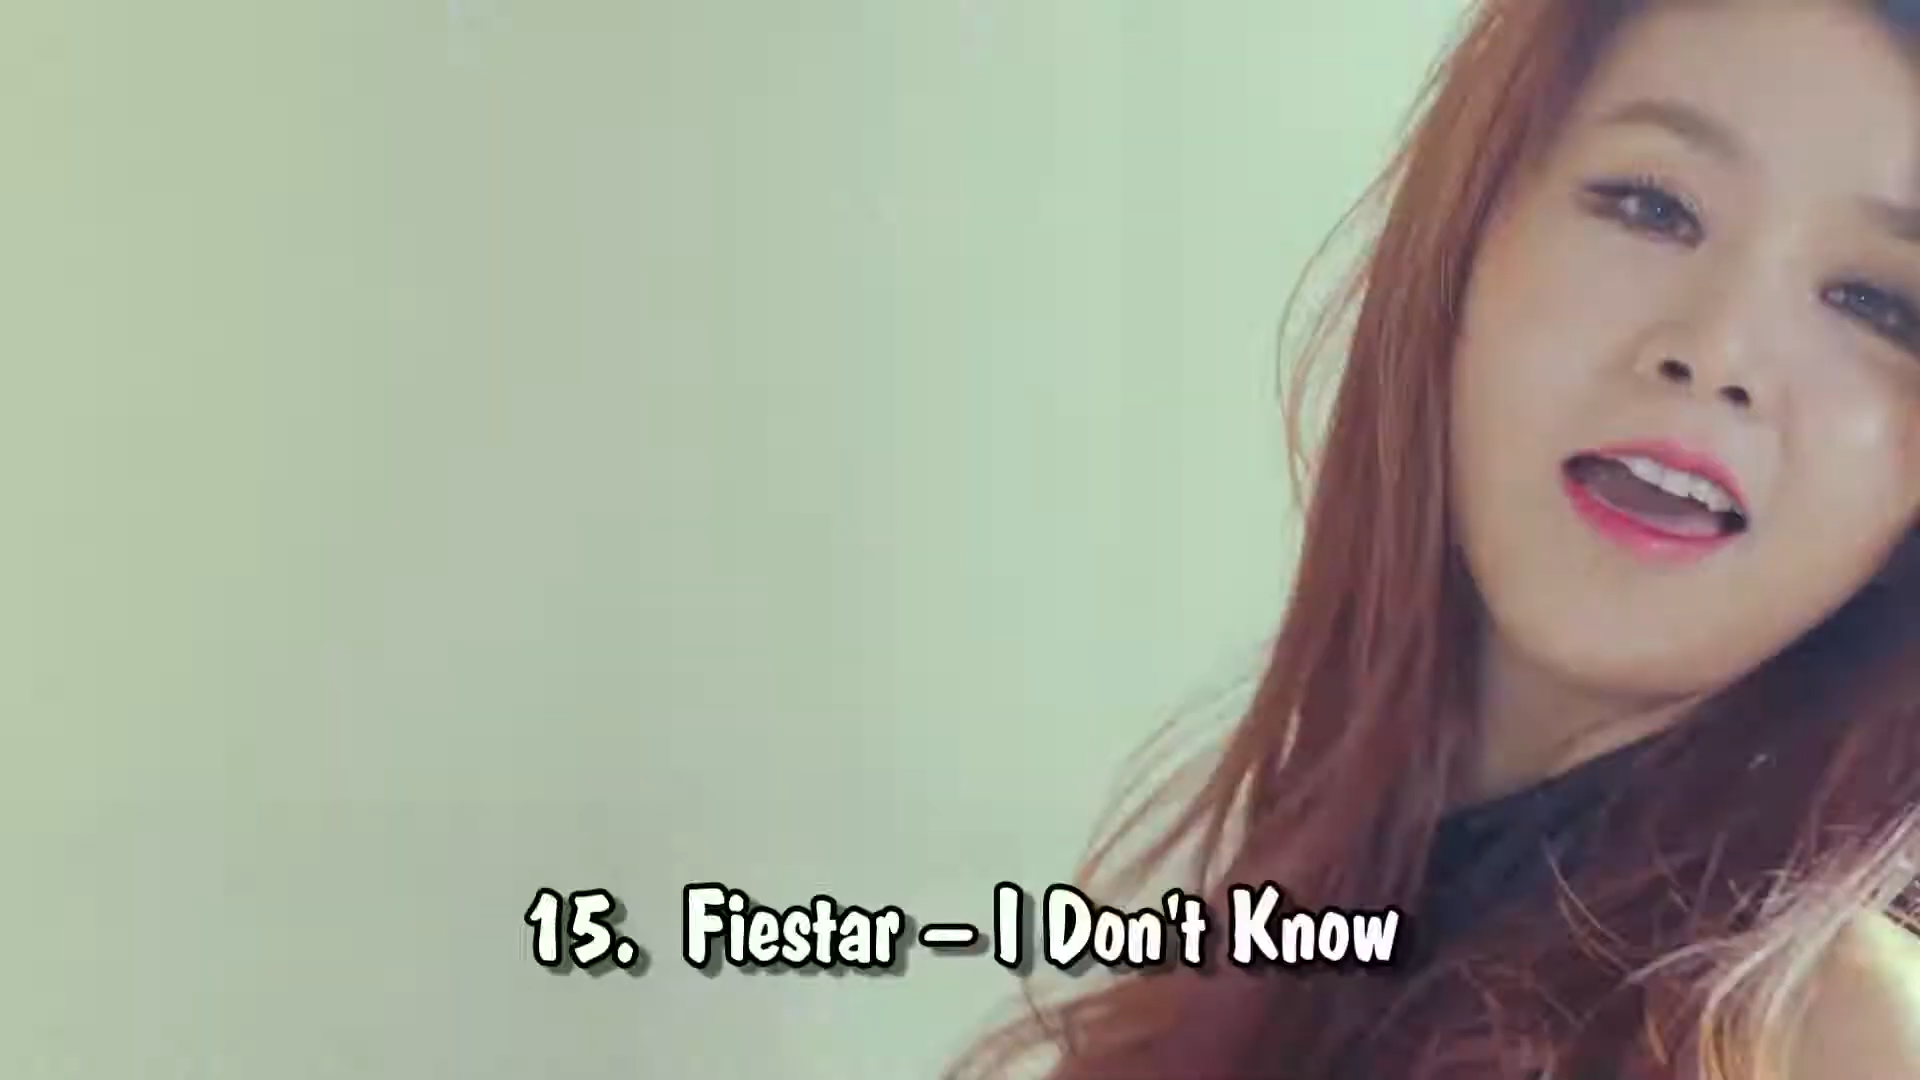 15. Fiestar – I Don't Know